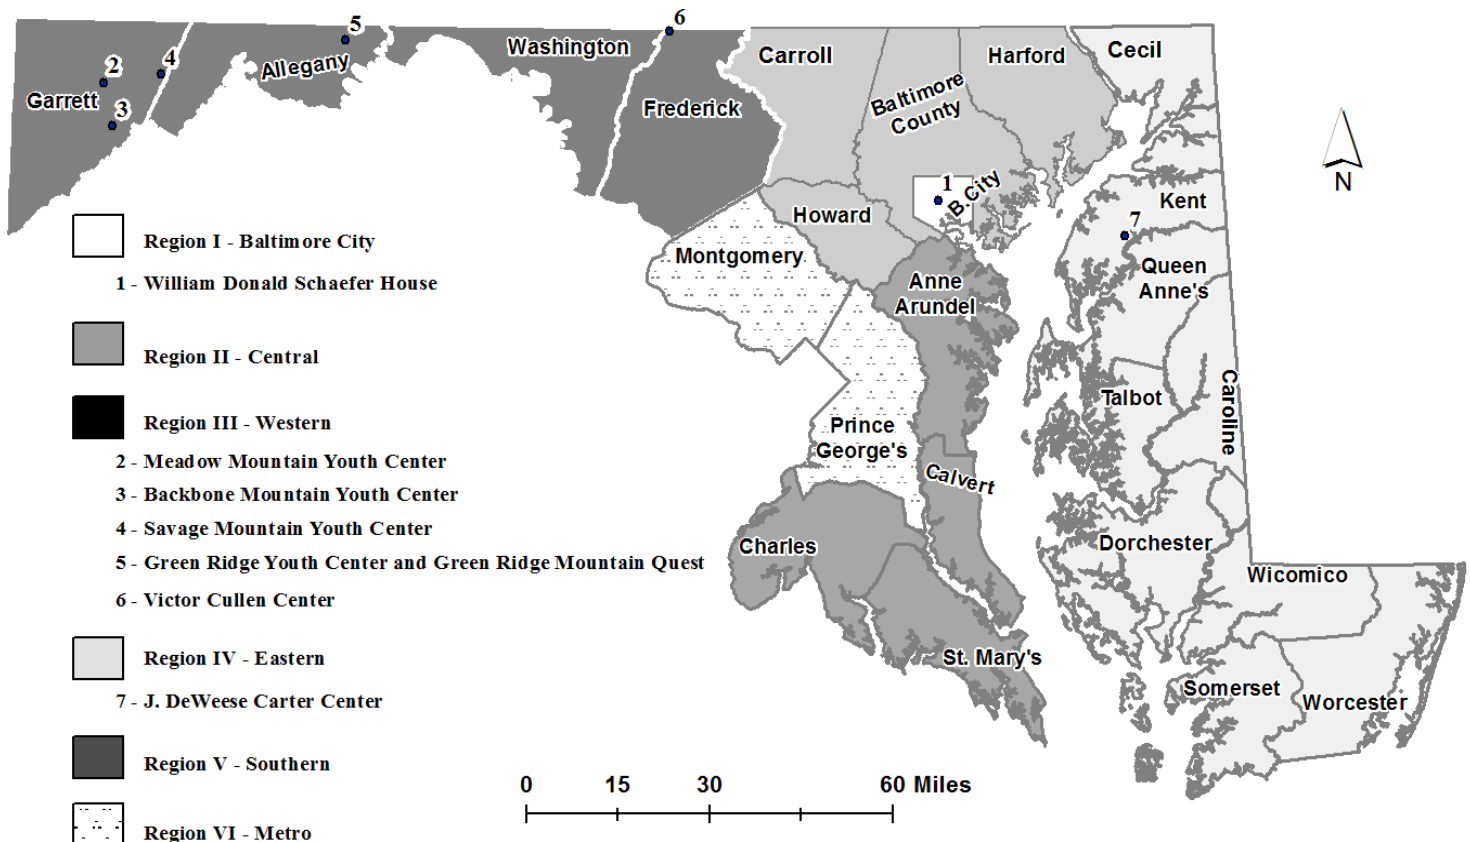 5
6
4
2
3
Garrett
Allegany
Washington
Frederick
Carroll
Baltimore
County
Harford
Cecil
1
B.City
Howard
Montgomery
Anne
Arundel
Kent
7
Queen
Anne's
Talbot
Caroline
Prince
George's
Calvert
Charles
St. Mary's
Dorchester
Wicomico
Somerset
Worcester
N
Region I - Baltimore City
1 - William Donald Schaefer House
Region II - Central
Region III - Western
2 - Meadow Mountain Youth Center
3 - Backbone Mountain Youth Center
4 - Savage Mountain Youth Center
5 - Green Ridge Youth Center and Green Ridge Mountain Quest
6 - Victor Cullen Center
Region IV - Eastern
7 - J. DeWeese Carter Center
Region V - Southern
Region VI - Metro
0 15 30 60 Miles